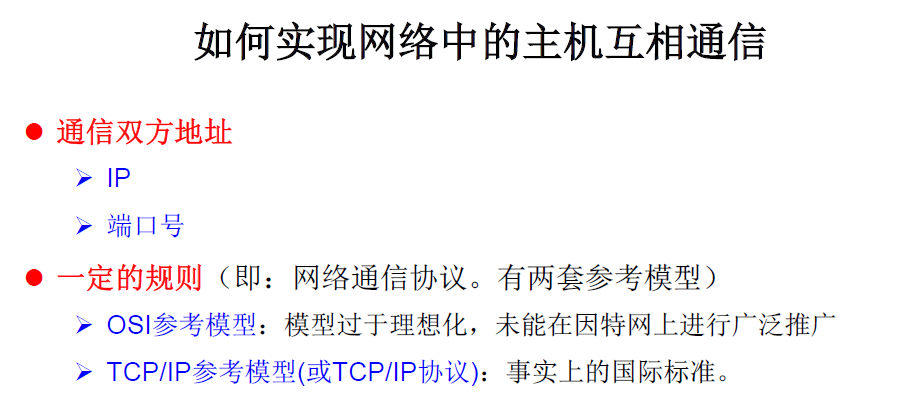 如何实现网络中的主机互相通信
通信双方地址
IP
端口号
一定的规则（即：网络通信协议。有两套参考模型）
OSI参考模型：模型过于理想化，未能在因特网上进行广泛推广
TCP/IP参考模型(或TCP/IP协议)：事实上的国际标准。